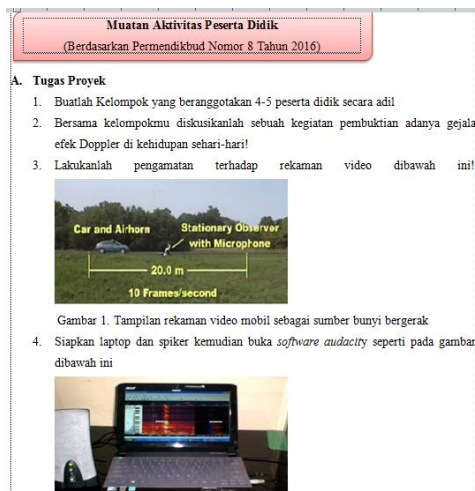 Muatan Aktivitas Peserta Didik
(Berdasarkan Permendikbud Nomor 8 Tahun 2016)
A. Tugas Proyek
1. Buatlah Kelompok yang beranggotakan 4-5 peserta didik secara adil
2. Bersama kelompokmu diskusikanlah sebuah kegiatan pembuktian adanya gejala
efek Doppler di kehidupan sehari-hari!
3. Lakukanlah pengamatan terhadap rekaman video dibawah ini!
Car and Airhorn
Stationary Observer
with Microphone
20.0 m
10 Frames/second
Gambar 1. Tampilan rekaman video mobil sebagai sumber bunyi bergerak
4. Siapkan laptop dan spiker kemudian buka software audacity seperti pada gambar
dibawah ini